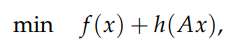 min f(x) + h(Ax),